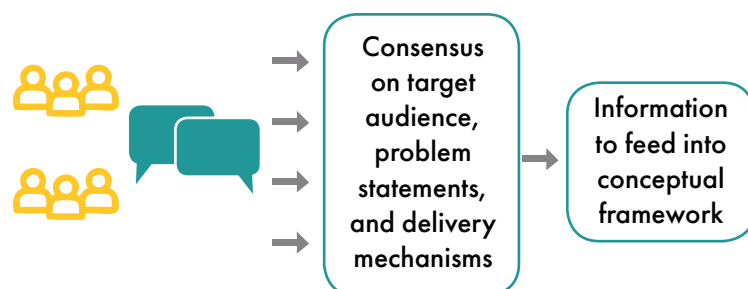 Consensus
on target
audience,
problem
statements,
and delivery
mechanisms
Information
to feed into
conceptual
framework